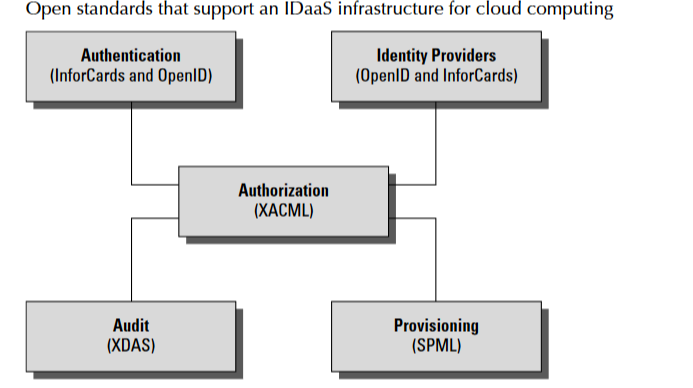 Open standards that support an IDaaS infrastructure for cloud computing
Authentication
(InforCards and OpenID)
Identity Providers
(OpenID and InforCards)
Authorization
(XACML)
Audit
(XDAS)
Provisioning
(SPML)